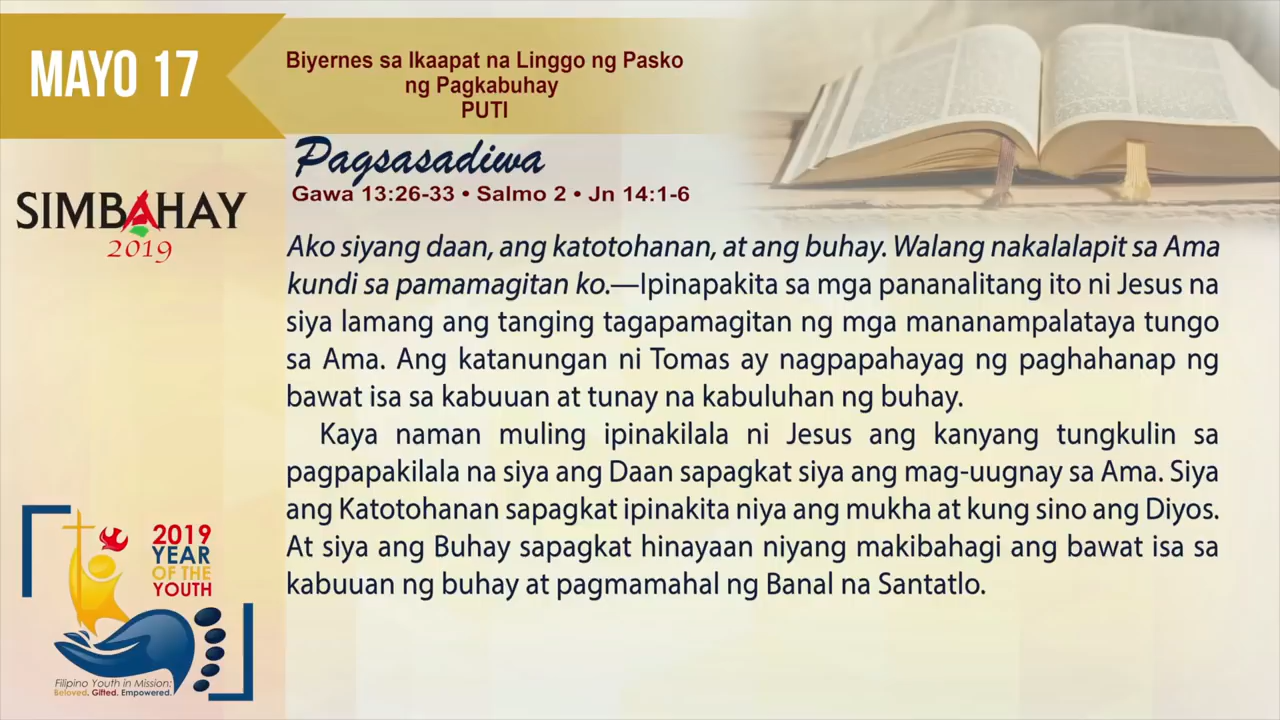 MAYO 17
Biyernes sa Ikaapat na Linggo ng Pasko
ng Pagkabuhay
PUTI
Pagsasadiwa
Gawa 13:26-33 • Salmo 2 • Jn 14:1-6
SIMBAHAY
2019
Ako siyang daan, ang katotohanan, at ang buhay. Walang nakalalapit sa Ama
kundi sa pamamagitan ko.—Ipinapakita sa mga pananalitang ito ni Jesus na
siya lamang ang tanging tagapamagitan ng mga mananampalataya tungo
sa Ama. Ang katanungan ni Tomas ay nagpapahayag ng paghahanap ng
bawat isa sa kabuuan at tunay na kabuluhan ng buhay.
Kaya naman muling ipinakilala ni Jesus ang kanyang tungkulin sa
pagpapakilala na siya ang Daan sapagkat siya ang mag-uugnay sa Ama. Siya
ang Katotohanan sapagkat ipinakita niya ang mukha at kung sino ang Diyos.
At siya ang Buhay sapagkat hinayaan niyang makibahagi ang bawat isa sa
kabuuan ng buhay at pagmamahal ng Banal na Santatlo.
2019
YEAR
OF THE
YOUTH
Filipino Youth in Mission:
Beloved. Gifted. Empowered.